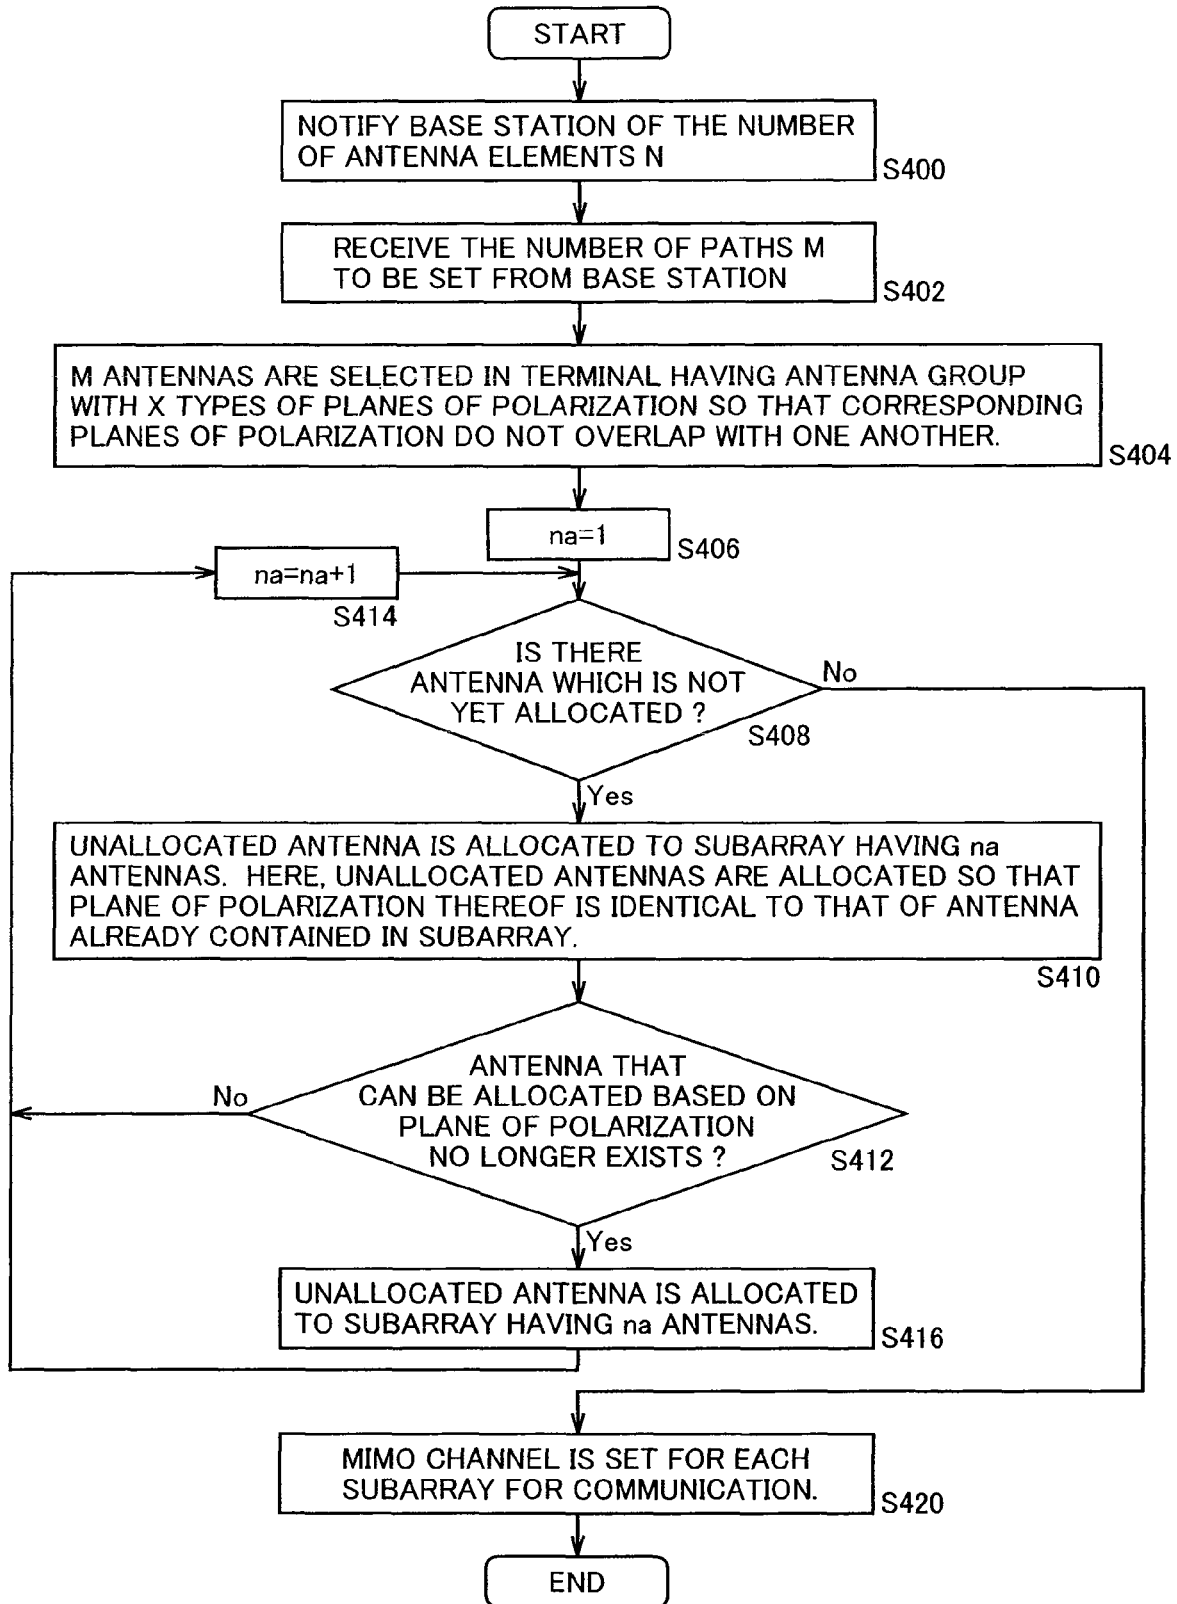 START
NOTIFY BASE STATION OF THE NUMBER
OF ANTENNA ELEMENTS N
S400
RECEIVE THE NUMBER OF PATHS M
TO BE SET FROM BASE STATION
S402
M ANTENNAS ARE SELECTED IN TERMINAL HAVING ANTENNA GROUP
WITH X TYPES OF PLANES OF POLARIZATION SO THAT CORRESPONDING
PLANES OF POLARIZATION DO NOT OVERLAP WITH ONE ANOTHER.
S404
na=1
S406
na=na+1
S414
IS THERE
ANTENNA WHICH IS NOT
YET ALLOCATED ?
S408
No
Yes
UNALLOCATED ANTENNA IS ALLOCATED TO SUBARRAY HAVING na
ANTENNAS. HERE, UNALLOCATED ANTENNAS ARE ALLOCATED SO THAT
PLANE OF POLARIZATION THEREOF IS IDENTICAL TO THAT OF ANTENNA
ALREADY CONTAINED IN SUBARRAY.
S410
ANTENNA THAT
CAN BE ALLOCATED BASED ON
PLANE OF POLARIZATION
NO LONGER EXISTS ?
S412
No
Yes
UNALLOCATED ANTENNA IS ALLOCATED
TO SUBARRAY HAVING na ANTENNAS.
S416
MIMO CHANNEL IS SET FOR EACH
SUBARRAY FOR COMMUNICATION.
S420
END